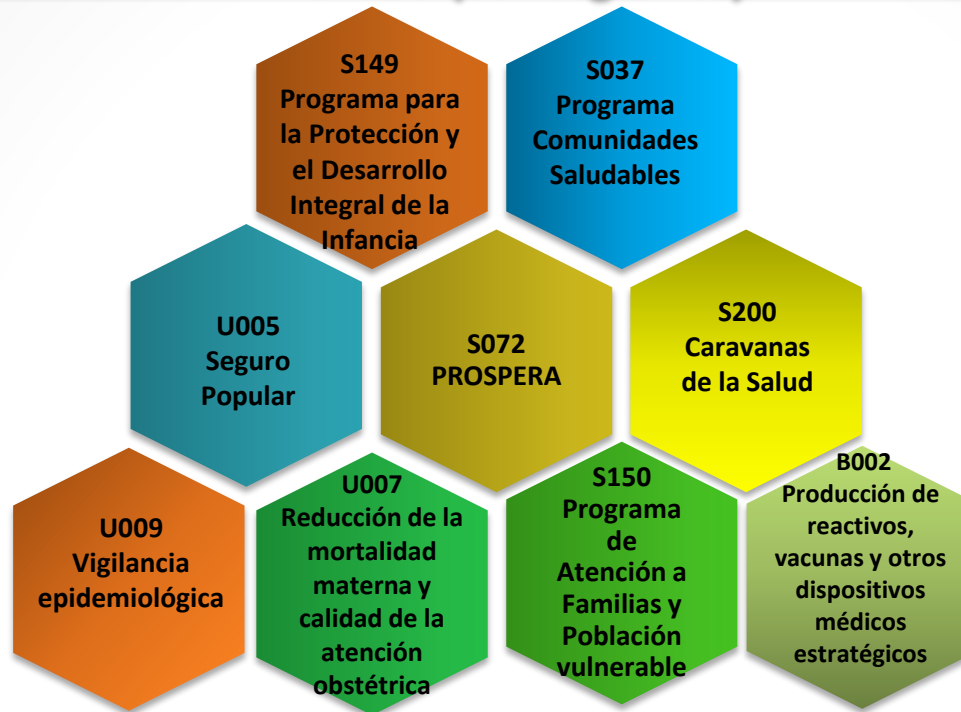 S149
Programa para
la Protección y
el Desarrollo
Integral de la
Infancia
S037
Programa
Comunidades
Saludables
U005
Seguro
Popular
S072
PROSPERA
S200
Caravanas
de la Salud
U009
Vigilancia
epidemiológica
U007
Reducción de la
mortalidad
materna y
calidad de la
atención
obstétrica
S150
Programa
de
Atención a
Familias y
Población
vulnerable
B002
Producción de
reactivos,
vacunas y otros
dispositivos
médicos
estratégicos